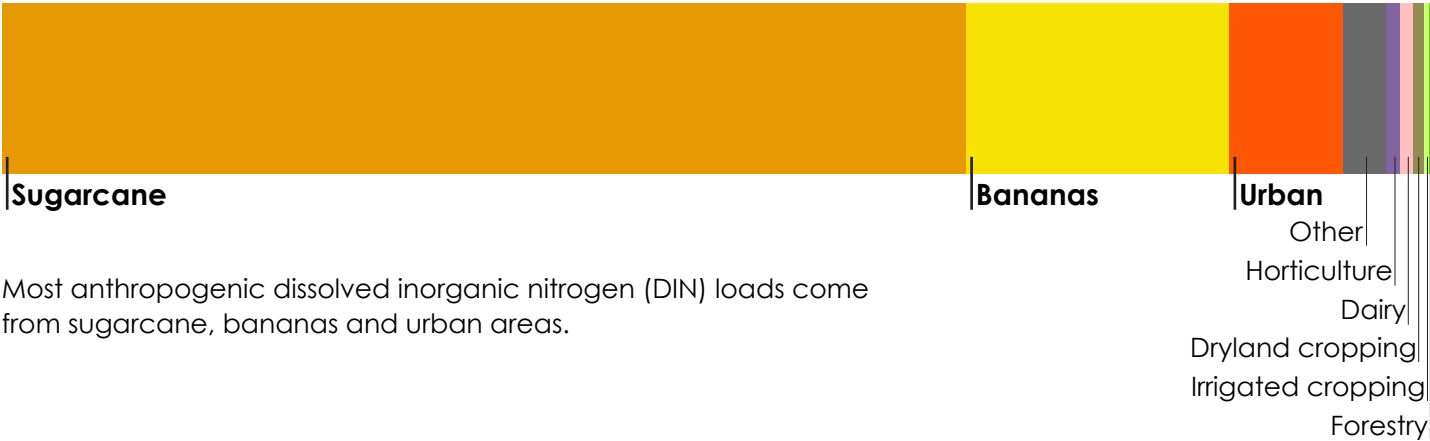 Sugarcane
Bananas
Urban
Other
Horticulture
Dairy
Dryland cropping
Irrigated cropping
Forestry
Most anthropogenic dissolved inorganic nitrogen (DIN) loads come
from sugarcane, bananas and urban areas.